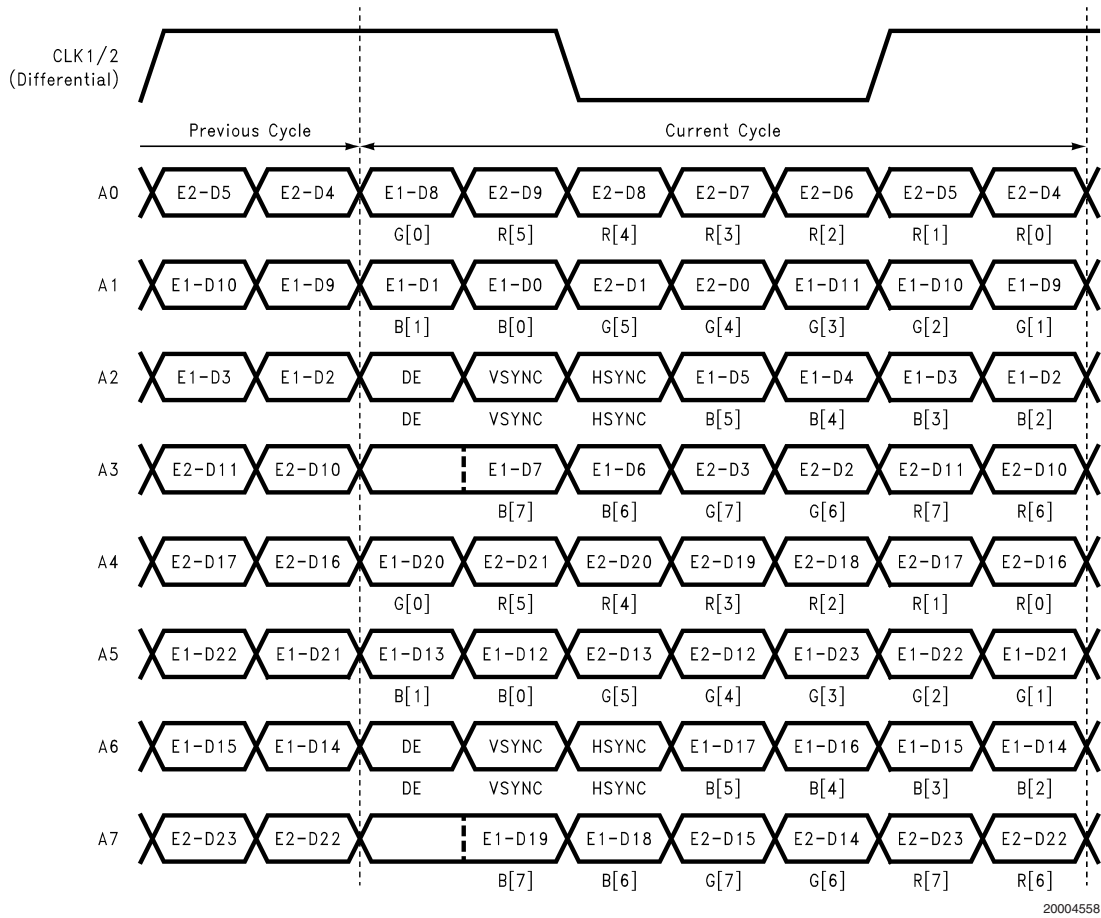 CLK1/2
(Differential)
Previous Cycle Current Cycle
A0 E2-D5 E2-D4 E1-D8 E2-D9 E2-D8 E2-D7 E2-D6 E2-D5 E2-D4
G[0] R[5] R[4] R[3] R[2] R[1] R[0]
A1 E1-D10 E1-D9 E1-D1 E1-D0 E2-D1 E2-D0 E1-D11 E1-D10 E1-D9
B[1] B[0] G[5] G[4] G[3] G[2] G[1]
A2 E1-D3 E1-D2 DE VSYNC HSYNC E1-D5 E1-D4 E1-D3 E1-D2
DE VSYNC HSYNC B[5] B[4] B[3] B[2]
A3 E2-D11 E2-D10 E1-D7 E1-D6 E2-D3 E2-D2 E2-D11 E2-D10
B[7] B[6] G[7] G[6] R[7] R[6]
A4 E2-D17 E2-D16 E1-D20 E2-D21 E2-D20 E2-D19 E2-D18 E2-D17 E2-D16
G[0] R[5] R[4] R[3] R[2] R[1] R[0]
A5 E1-D22 E1-D21 E1-D13 E1-D12 E2-D13 E2-D12 E1-D23 E1-D22 E1-D21
B[1] B[0] G[5] G[4] G[3] G[2] G[1]
A6 E1-D15 E1-D14 DE VSYNC HSYNC E1-D17 E1-D16 E1-D15 E1-D14
DE VSYNC HSYNC B[5] B[4] B[3] B[2]
A7 E2-D23 E2-D22 E1-D19 E1-D18 E2-D15 E2-D14 E2-D23 E2-D22
B[7] B[6] G[7] G[6] R[7] R[6]
20004558